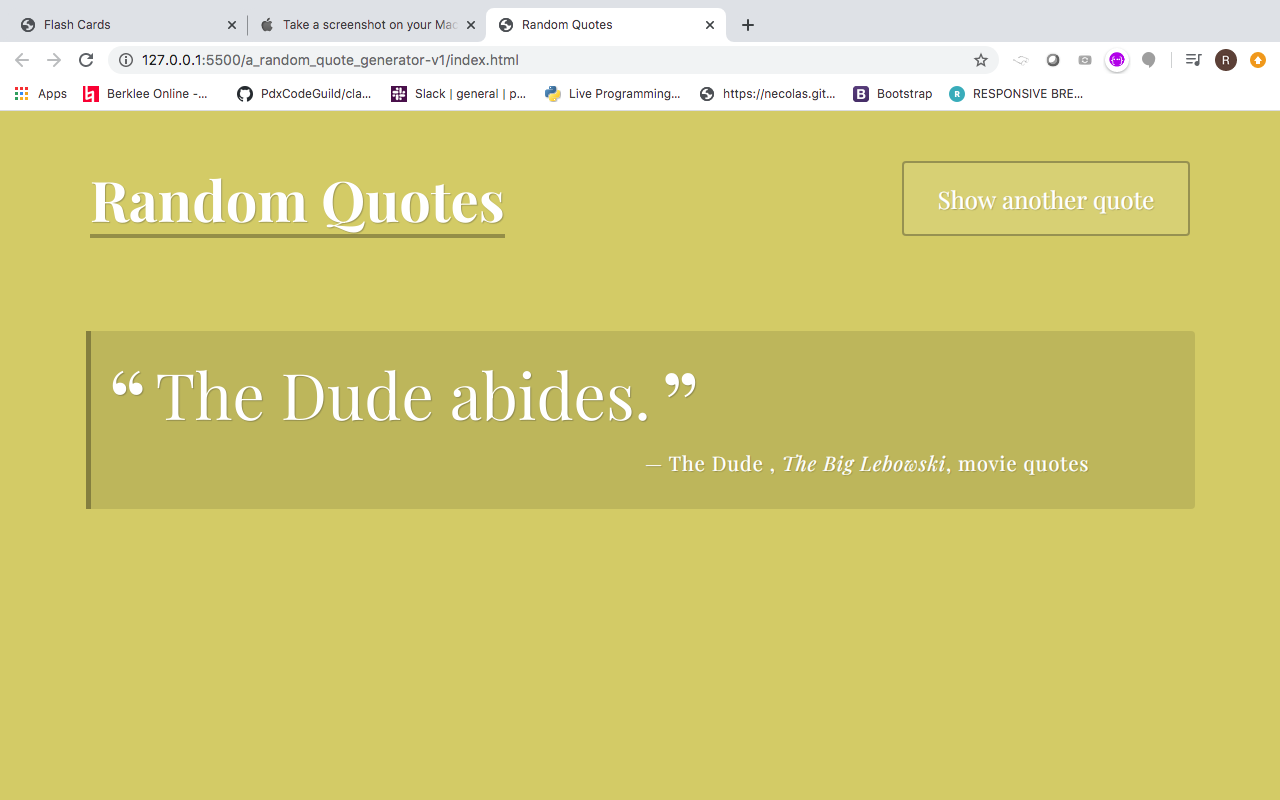 Flash Cards
Take a screenshot on your Mac
Random Quotes
127.0.0.1:5500/a_random_quote_generator-v1/index.html
R
Apps
Berklee Online -...
PdxCodeGuild/cla...
Slack | general | p...
Live Programming...
https://necolas.git...
B
Bootstrap
R
RESPONSIVE BRE...
Random Quotes
Show another quote
“ The Dude abides. ”
— The Dude , The Big Lebowski, movie quotes